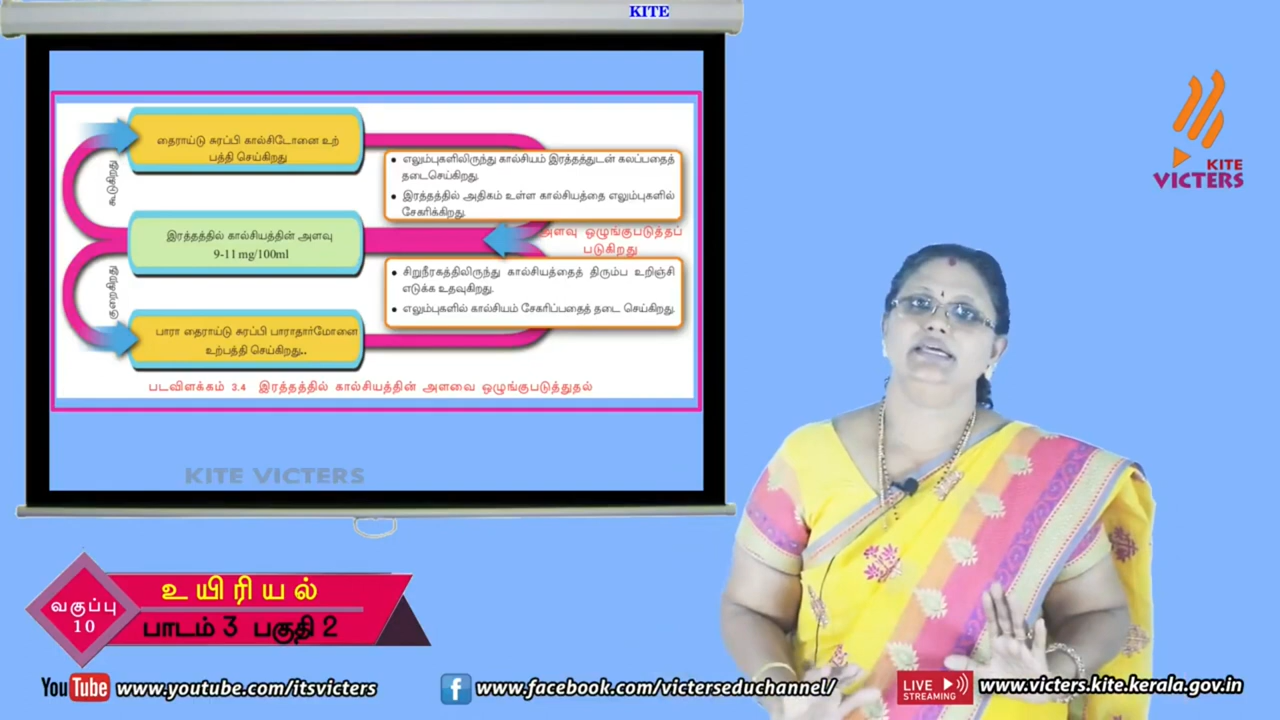 KITE
தைராய்டு சுரப்பி கால்சிடோனை உற்
பத்தி செய்கிறது
கூடுகிறது
• எலும்புகளிலிருந்து கால்சியம் இரத்தத்துடன் கலப்பதைத்
தடைசெய்கிறது.
• இரத்தத்தில் அதிகம் உள்ள கால்சியத்தை எலும்புகளில்
சேகரிக்கிறது.
இரத்தத்தில் கால்சியத்தின் அளவு
9-11 mg/100ml
அளவு ஒழுங்குபடுத்தப்
படுகிறது
குறைகிறது
• சிறுநீரகத்திலிருந்து கால்சியத்தைத் திரும்ப உறிஞ்சி
எடுக்க உதவுகிறது.
• எலும்புகளில் கால்சியம் சேகரிப்பதைத் தடை செய்கிறது.
பாரா தைராய்டு சுரப்பி பாராதார்மோனை
உற்பத்தி செய்கிறது..
படவிளக்கம் 3.4 இரத்தத்தில் கால்சியத்தின் அளவை ஒழுங்குபடுத்துதல்
KITE VICTERS
KITE
VICTERS
வகுப்பு
10
உயிரியல்
பாடம் 3 பகுதி 2
YouTube www.youtube.com/itsvicters
f www.facebook.com/victerseduchannel/
LIVE
STREAMING
www.victers.kite.kerala.gov.in